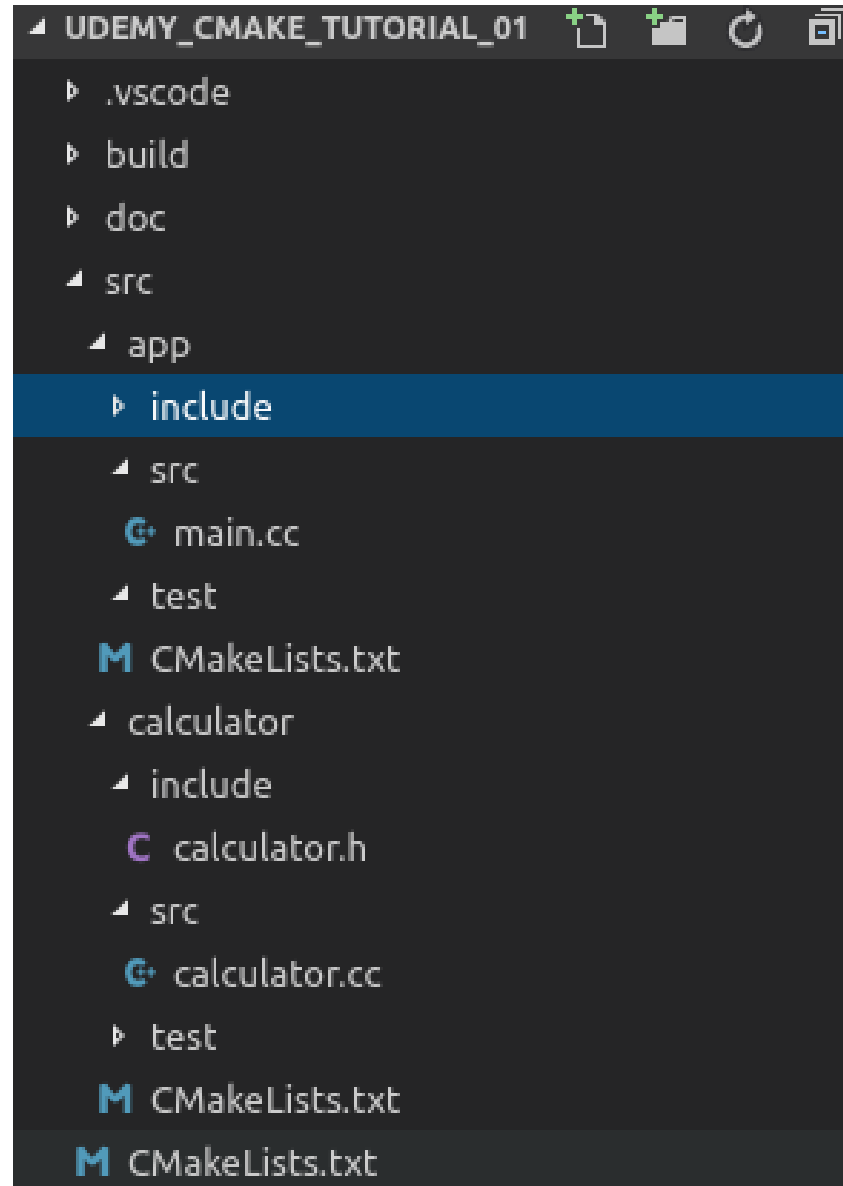 UDEMY_CMAKE_TUTORIAL_01
.vscode
build
doc
src
app
include
src
main.cc
test
CMakeLists.txt
calculator
include
calculator.h
src
calculator.cc
test
CMakeLists.txt
CMakeLists.txt